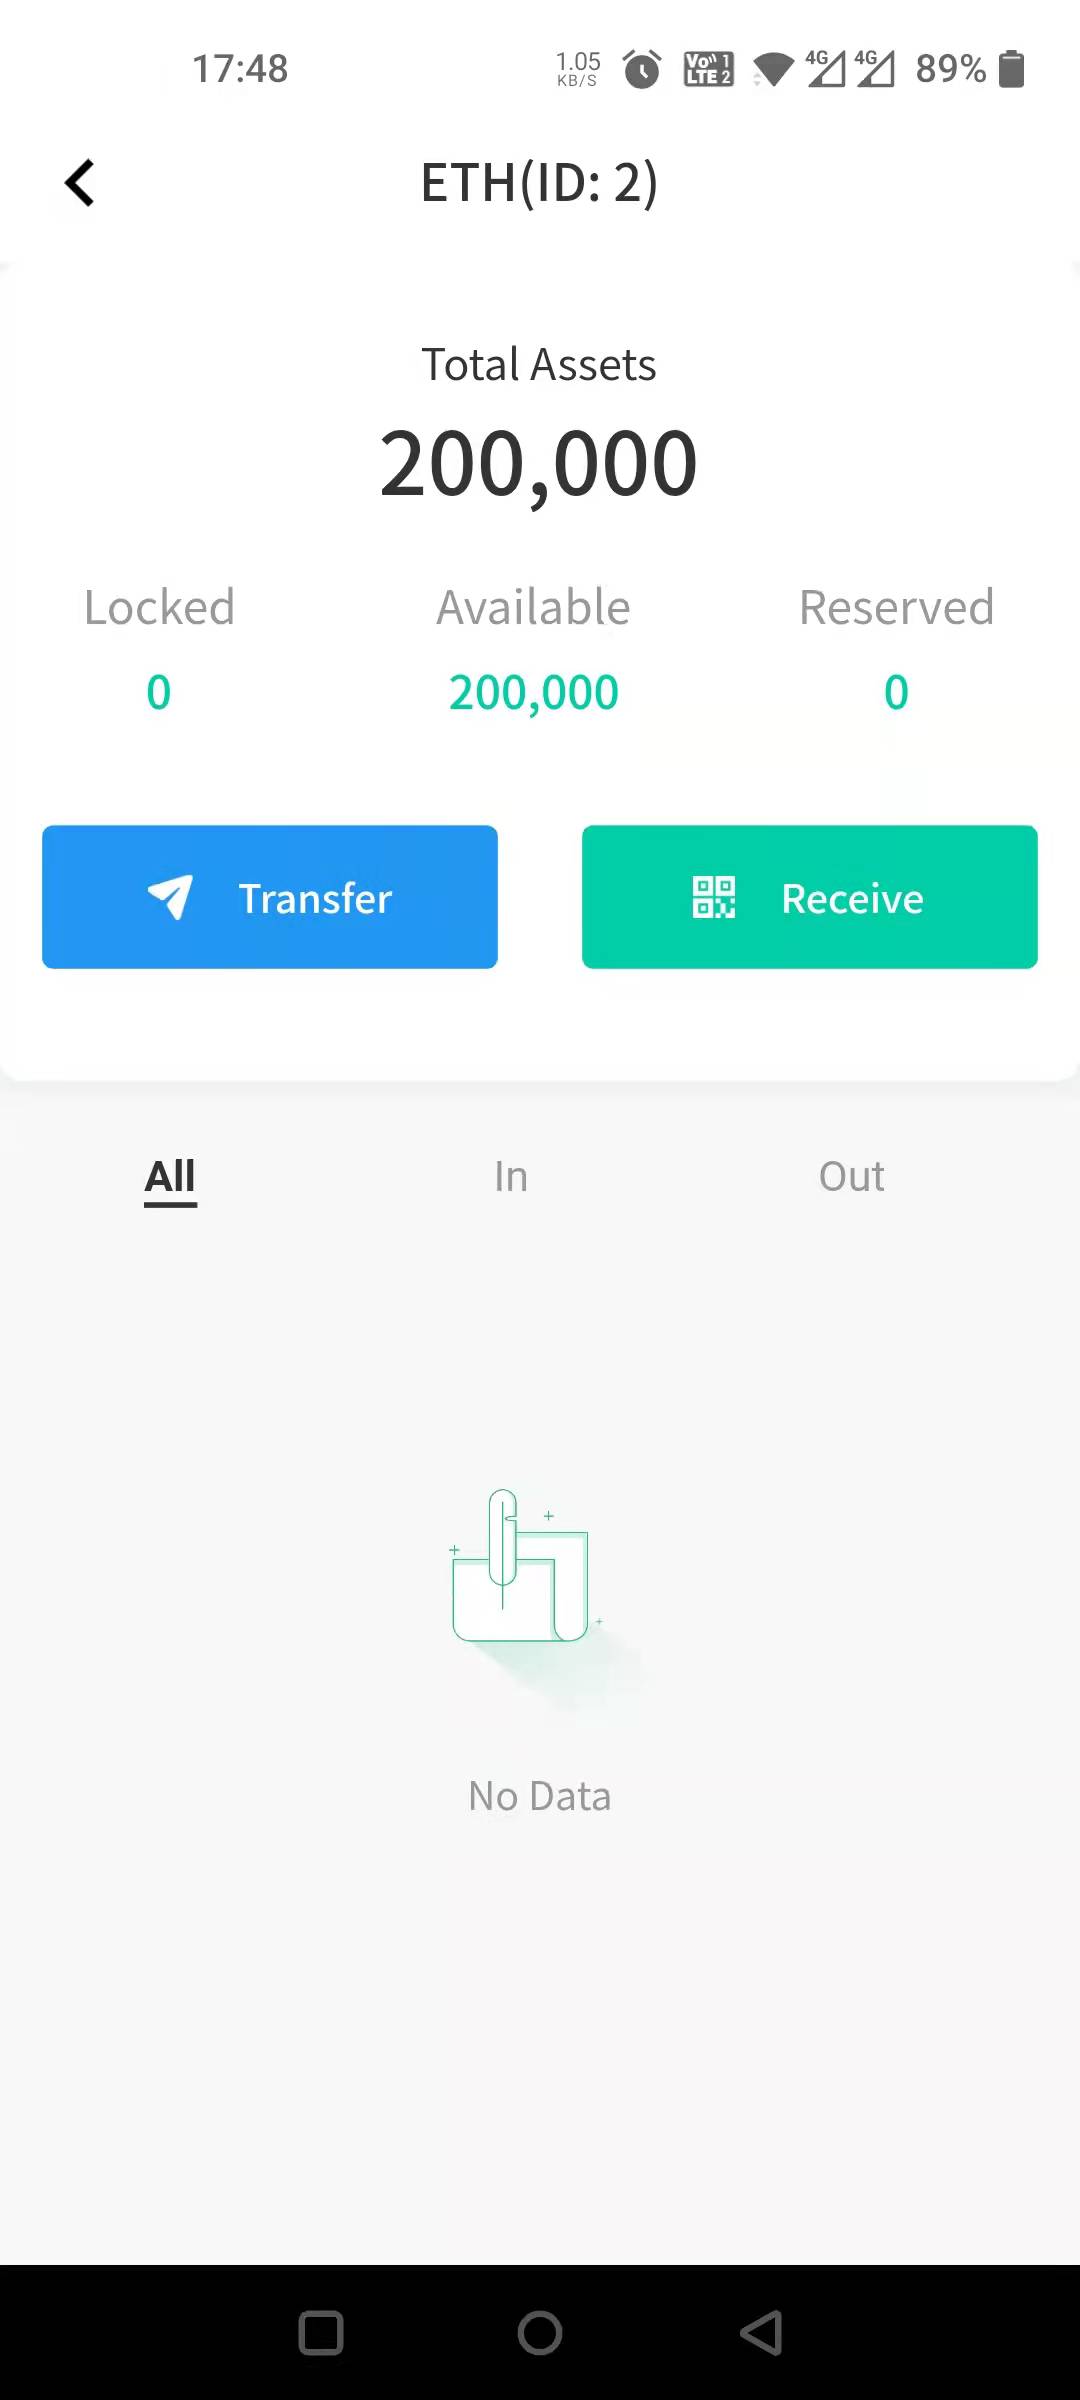 17:48
1.05 KB/S
Vo)) 1 LTE 2
4G
4G
89%
ETH(ID: 2)
Total Assets
200,000
Locked
Available
Reserved
0
200,000
0
Transfer
Receive
All
In
Out
No Data